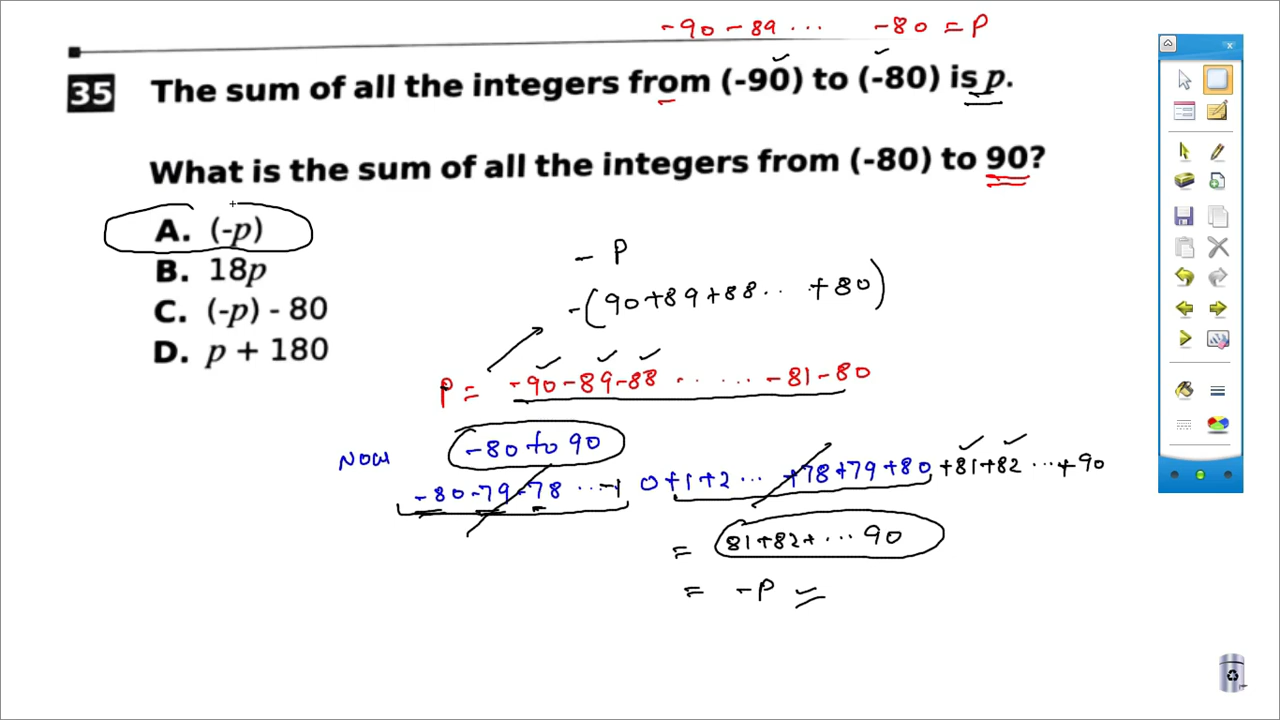 -90 -89 ... -80 = P
35 The sum of all the integers from (-90) to (-80) is p.
What is the sum of all the integers from (-80) to 90?
A. (-p)
B. 18p
C. (-p) - 80
D. p + 180
- P
-(90+89+88.. .+80)
P = -90-89-88 . . ... -81-80
-80 to 90
Now
-80 -79 -78 ... -1 0+1+2 ... +78+79+80 +81+82 ...+90
= 81+82+ ... 90
= -P